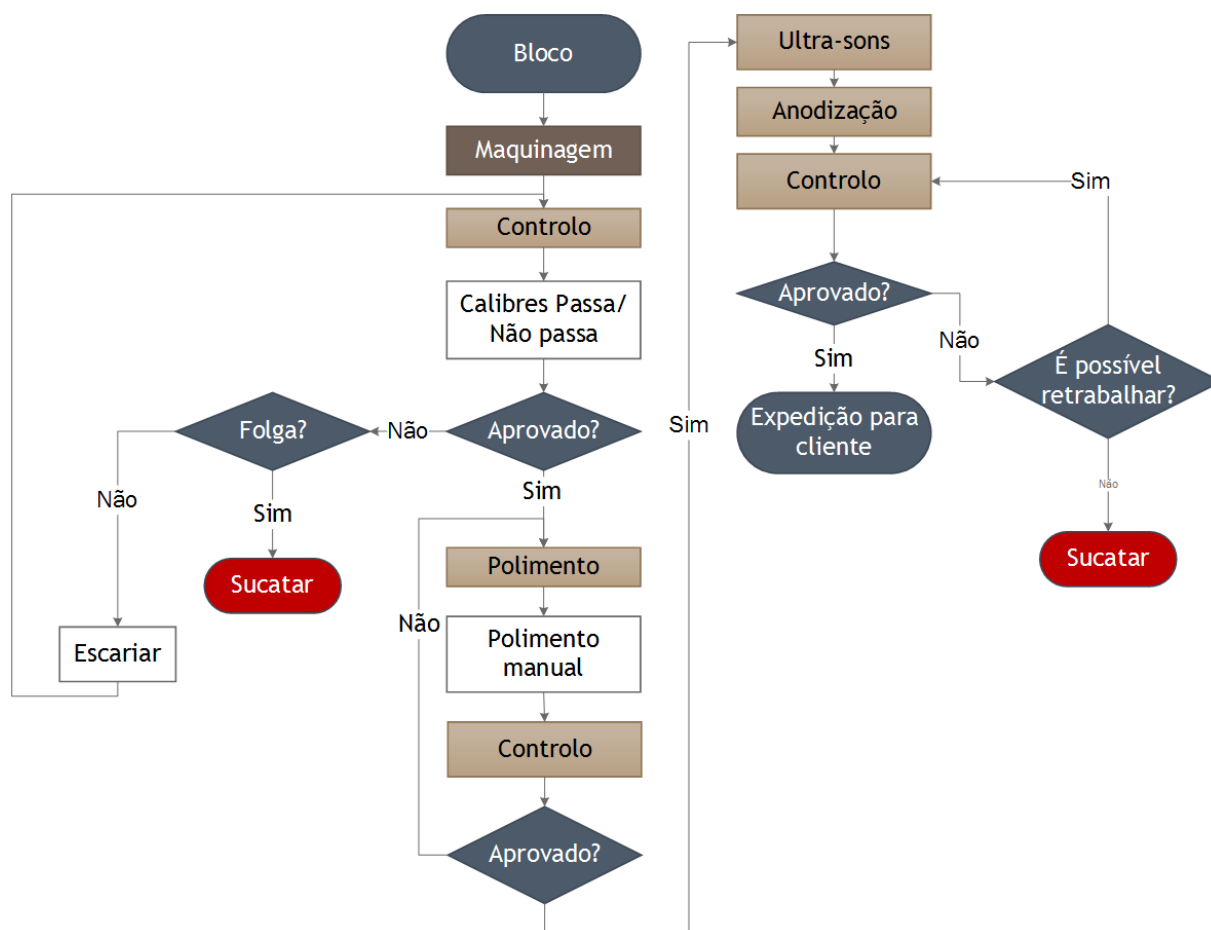 Bloco
Maquinagem
Controlo
Calibres Passa/
Não passa
Aprovado?
Não
Folga?
Não
Sim
Sucatar
Escariar
Sim
Polimento
Polimento
manual
Não
Controlo
Aprovado?
Sim
Ultra-sons
Anodização
Controlo
Aprovado?
Sim
Expedição para
cliente
Não
É possível
retrabalhar?
Sim
Não
Sucatar